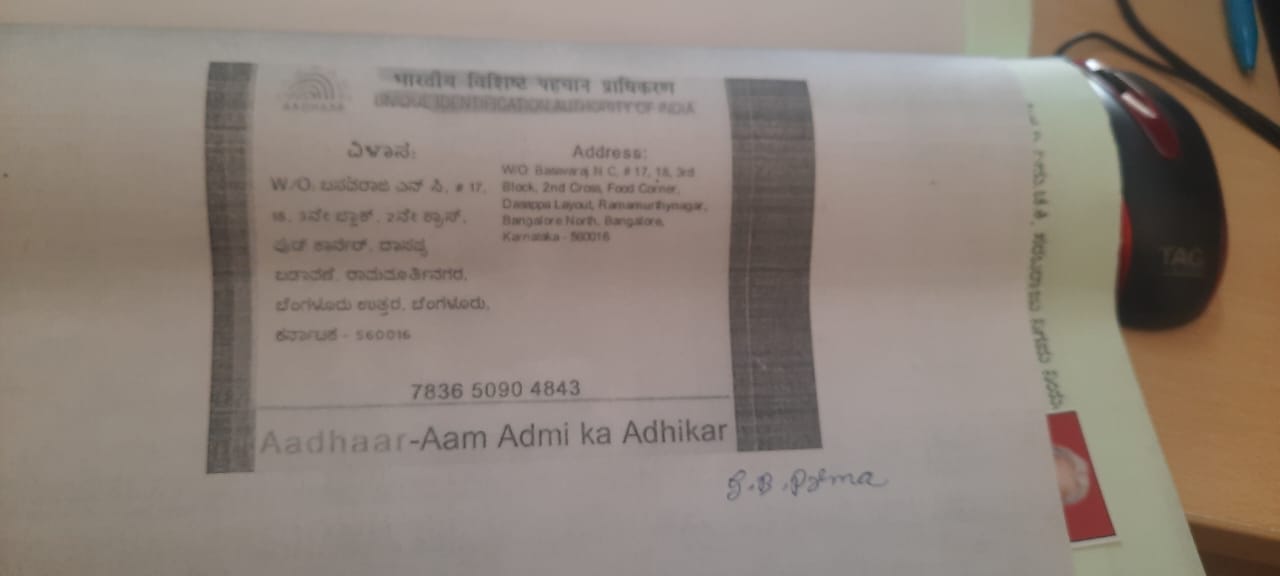 भारतीय विशिष्ट पहचान प्राधिकरण
AADHAAR
UNIQUE IDENTIFICATION AUTHORITY OF INDIA
ವಿಳಾಸ:
W/O: ಬಸವರಾಜ ಎನ್ ಸಿ, # 17,
18, 3ನೇ ಬ್ಲಾಕ್, 2ನೇ ಕ್ರಾಸ್,
ಫುಡ್ ಕಾರ್ನರ್, ದಾಸಪ್ಪ
ಬಡಾವಣೆ, ರಾಮಮೂರ್ತಿನಗರ,
ಬೆಂಗಳೂರು ಉತ್ತರ, ಬೆಂಗಳೂರು,
ಕರ್ನಾಟಕ - 560016
Address:
W/O: Basavaraj N C, # 17, 18, 3rd
Block, 2nd Cross, Food Corner,
Dasappa Layout, Ramamurthynagar,
Bangalore North, Bangalore,
Karnataka - 560016
7836 5090 4843
Aadhaar-Aam Admi ka Adhikar
TAG